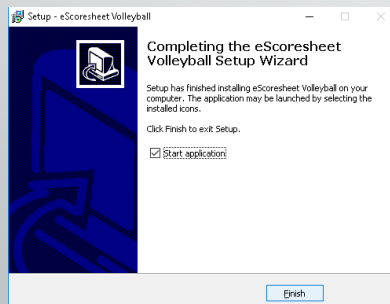 Setup - eScoresheet Volleyball
Completing the eScoresheet
Volleyball Setup Wizard
Setup has finished installing eScoresheet Volleyball on your
computer. The application may be launched by selecting the
installed icons.
Click Finish to exit Setup.
Start application
Finish